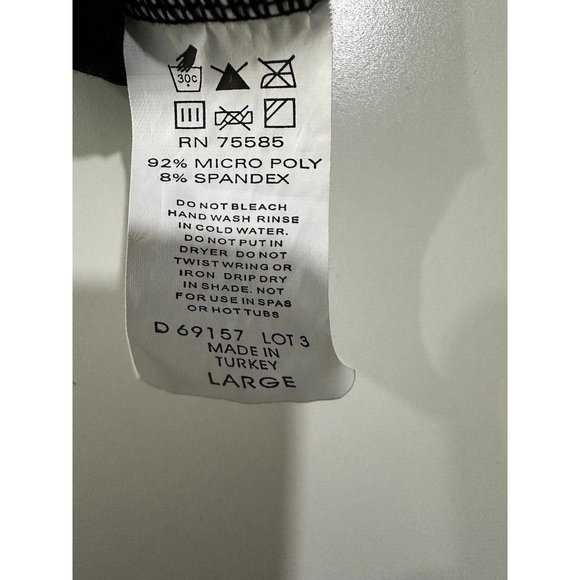 30c
RN 75585
92% MICRO POLY
8% SPANDEX
DO NOT BLEACH
HAND WASH RINSE
IN COLD WATER.
DO NOT PUT IN
DRYER DO NOT
TWIST WRING OR
IRON DRIP DRY
IN SHADE. NOT
FOR USE IN SPAS
OR HOT TUBS
D 69157 LOT 3
MADE IN
TURKEY
LARGE